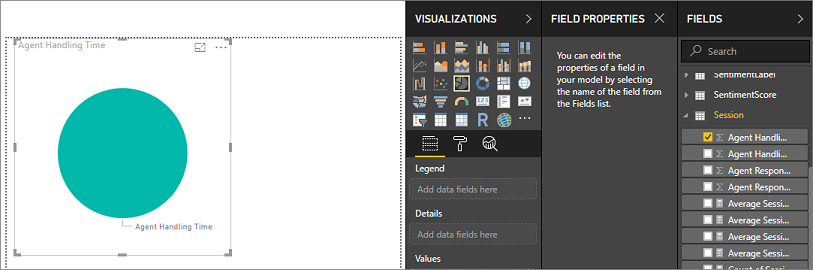 Agent Handling Time
Agent Handling Time
VISUALIZATIONS
Legend
Add data fields here
Details
Add data fields here
Values
FIELD PROPERTIES
You can edit the
properties of a field in
your model by selecting
the name of the field from
the Fields list.
FIELDS
Search
SentimentLabel
SentimentScore
Session
Agent Handli...
Agent Handli...
Agent Respon...
Agent Respon...
Average Sessi...
Average Sessi...
Average Sessi...
Average Sessi...